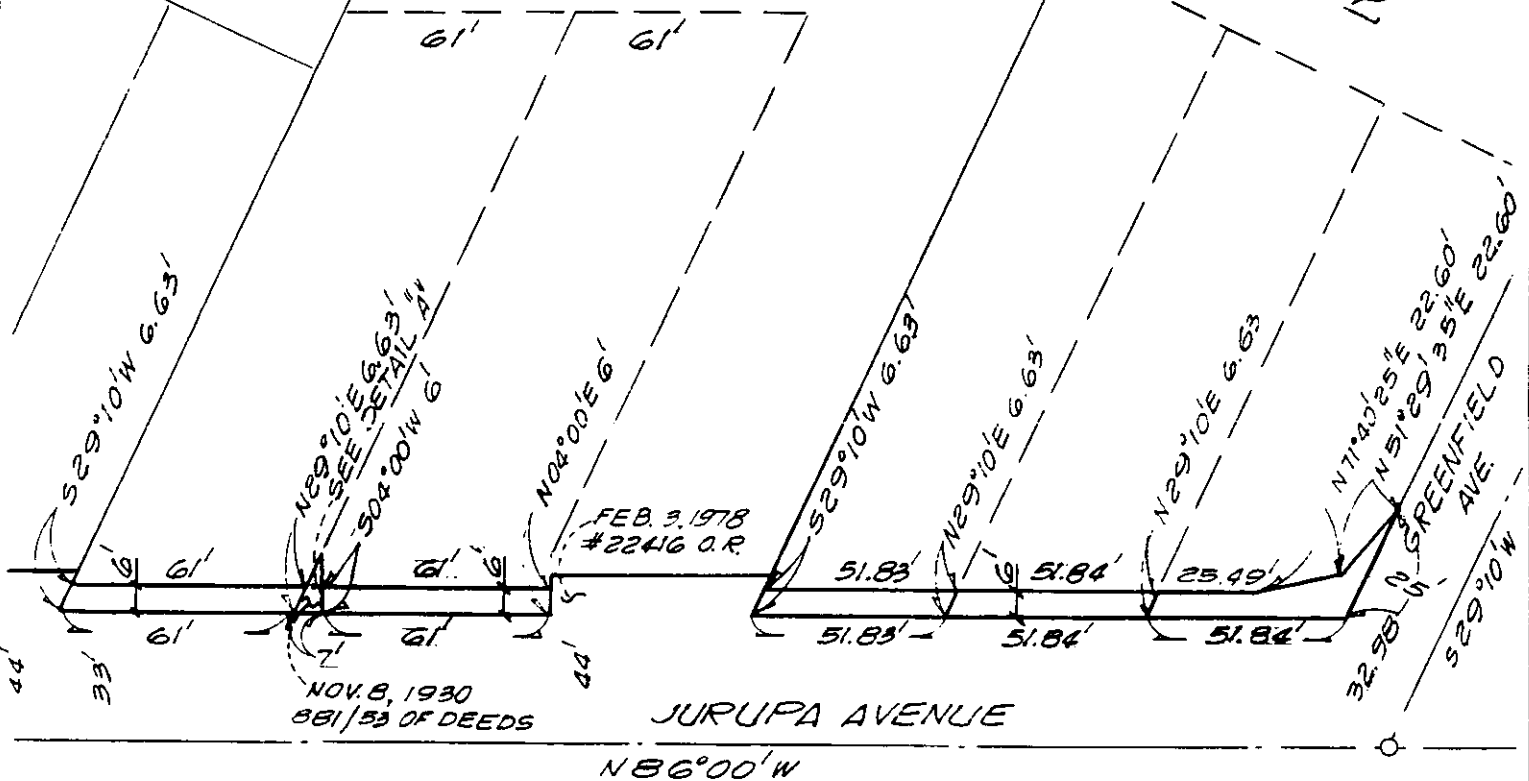 61'
61'
S29°10'W 6.63'
N29°10'E 6.63'
SEE DETAIL "A"
S04°00'W 6'
N04°00'E 6'
FEB. 3, 1978
#22416 O.R.
S29°10'W 6.63'
N29°10'E 6.63'
N29°10'E 6.63
N71°40'25"E 22.60'
N51°29'35"E 22.60'
GREENFIELD
AVE.
S29°10'W
61'
6'
61'
6'
5'
51.83'
6'
51.84'
25.49'
61'
7'
61'
51.83'
51.84'
51.84'
32.98
25'
44'
33'
44'
NOV. 8, 1930
881/53 OF DEEDS
JURUPA AVENUE
N86°00'W